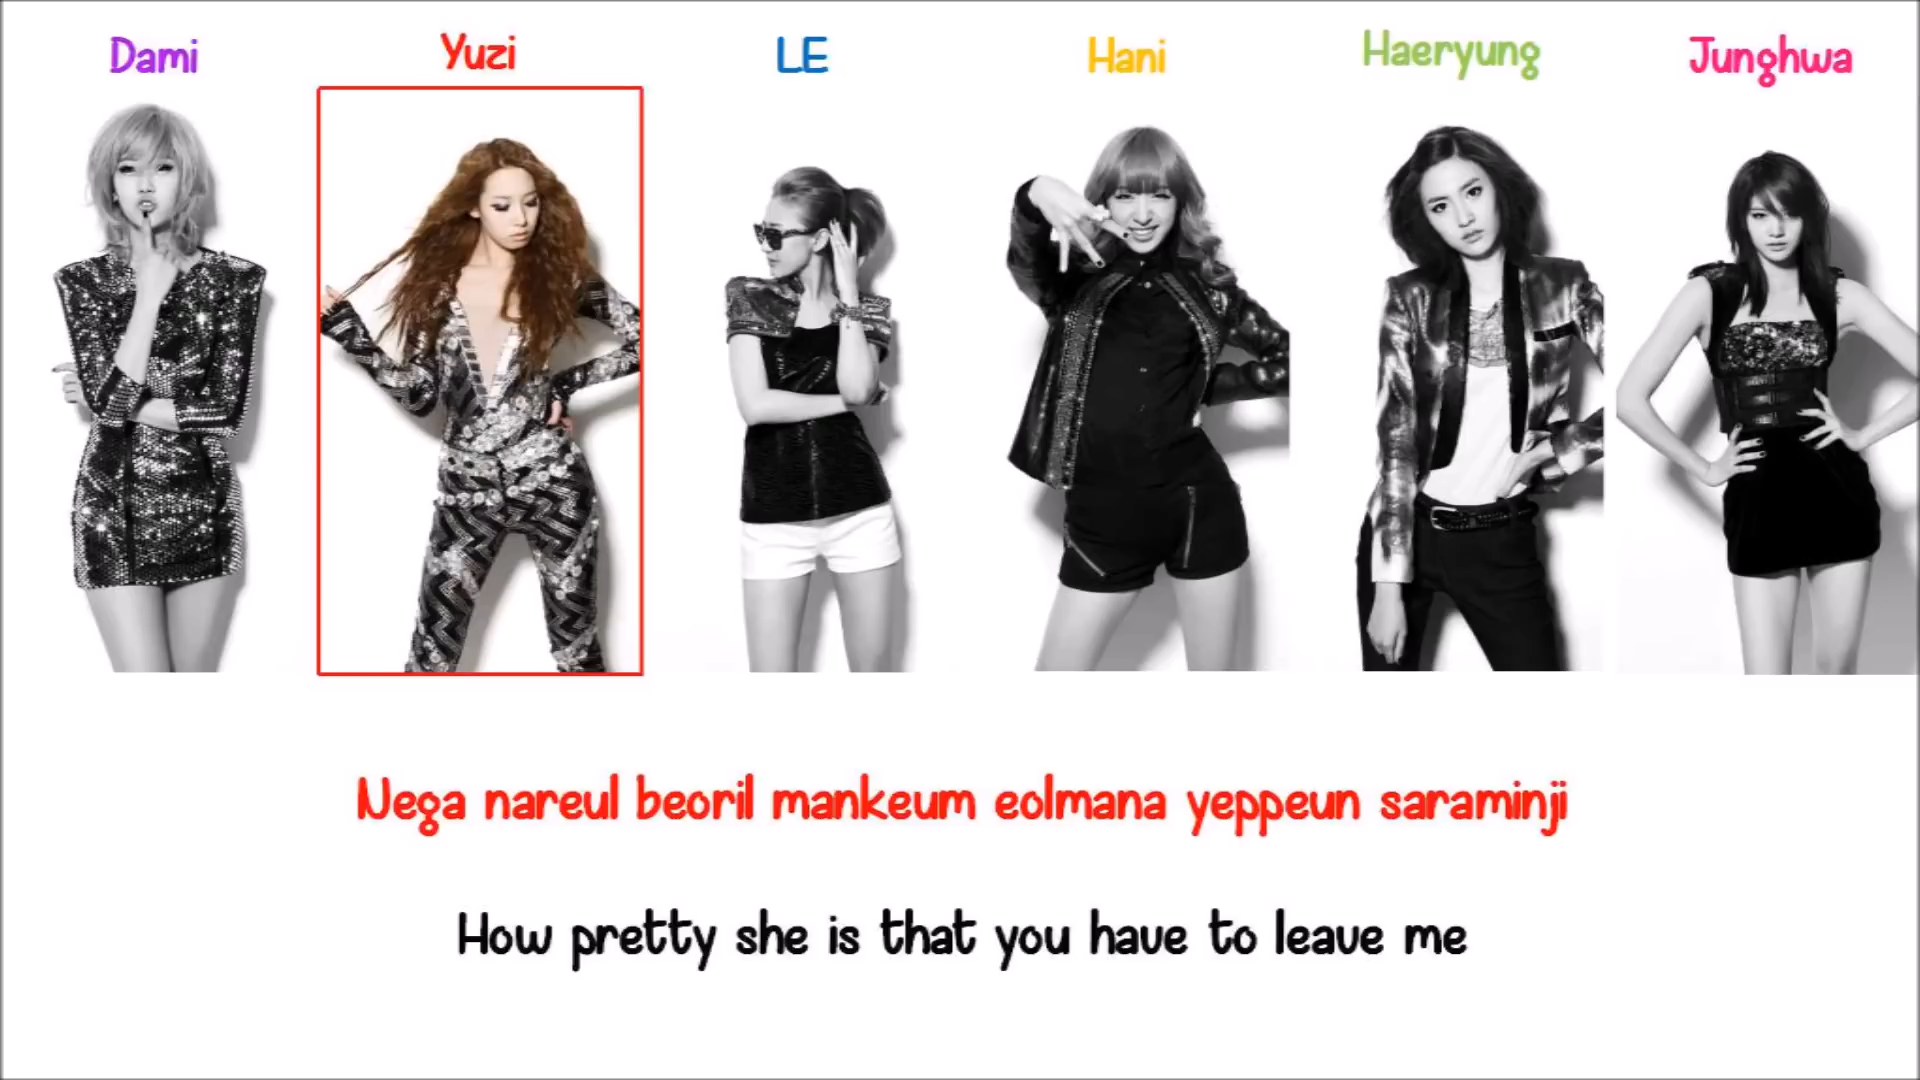 Dami Yuzi LE Hani Haeryung Junghwa
Nega nareul beoril mankeum eolmana yeppeun saraminji
How pretty she is that you have to leave me